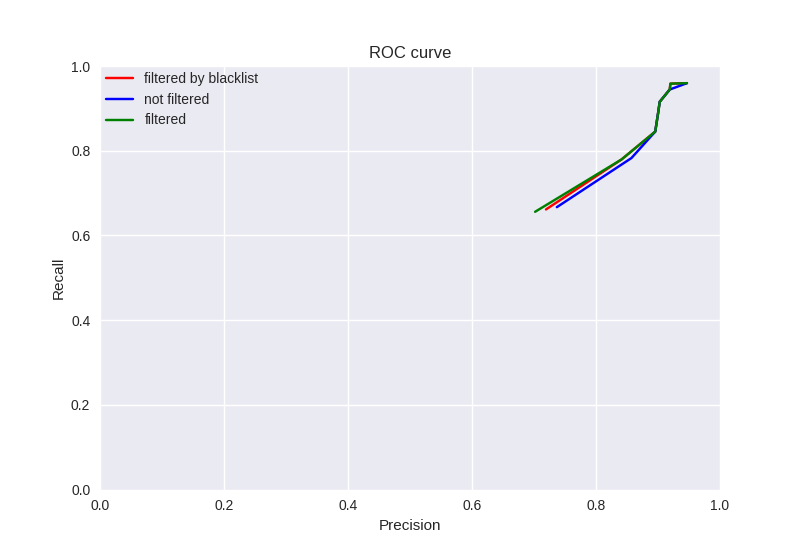 ROC curve
filtered by blacklist
not filtered
filtered
1.0
0.8
0.6
0.4
0.2
0.0
Recall
0.0 0.2 0.4 0.6 0.8 1.0
Precision